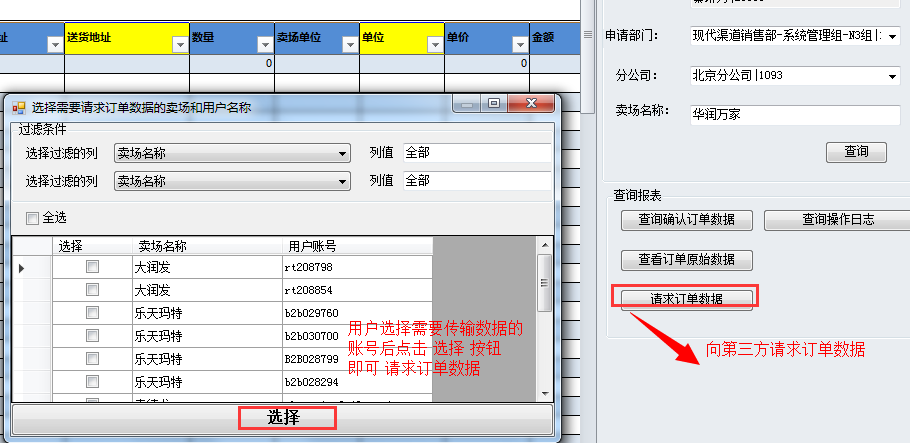 址 送货地址 数量 卖场单位 单位 单价 金额
0 0
选择需要请求订单数据的卖场和用户名称
过滤条件
选择过滤的列 卖场名称 列值 全部
选择过滤的列 卖场名称 列值 全部
全选
选择 卖场名称 用户账号
大润发 rt208798
大润发 rt208854
乐天玛特 b2b029760
乐天玛特 b2b030700
乐天玛特 B2B028799
乐天玛特 b2b028294
用户选择需要传输数据的
账号后点击 选择 按钮
即可 请求订单数据
选择
申请部门: 现代渠道销售部-系统管理组-N3组|1
分公司: 北京分公司|1093
卖场名称: 华润万家
查询
查询报表
查询确认订单数据 查询操作日志
查看订单原始数据
请求订单数据
向第三方请求订单数据